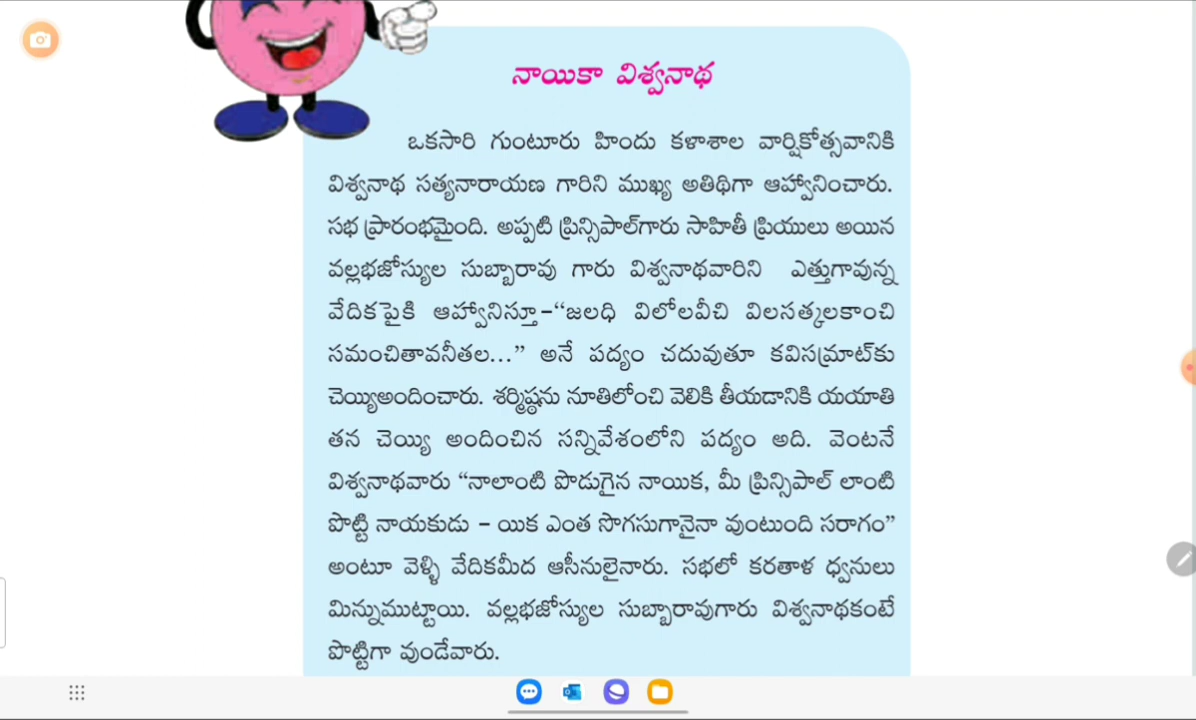 నాయికా విశ్వనాథ
ఒకసారి గుంటూరు హిందు కళాశాల వార్షికోత్సవానికి
విశ్వనాథ సత్యనారాయణ గారిని ముఖ్య అతిథిగా ఆహ్వానించారు.
సభ ప్రారంభమైంది. అప్పటి ప్రిన్సిపాల్‌గారు సాహితీ ప్రియులు అయిన
వల్లభజోస్యుల సుబ్బారావు గారు విశ్వనాథవారిని ఎత్తుగావున్న
వేదికపైకి ఆహ్వానిస్తూ–“జలధి విలోలవీచి విలసత్కలకాంచి
సమంచితావనీతల...” అనే పద్యం చదువుతూ కవిసమ్రాట్‌కు
చెయ్యిఅందించారు. శర్మిష్ఠను నూతిలోంచి వెలికి తీయడానికి యయాతి
తన చెయ్యి అందించిన సన్నివేశంలోని పద్యం అది. వెంటనే
విశ్వనాథవారు “నాలాంటి పొడుగైన నాయిక, మీ ప్రిన్సిపాల్ లాంటి
పొట్టి నాయకుడు – యిక ఎంత సొగసుగానైనా వుంటుంది సరాగం”
అంటూ వెళ్ళి వేదికమీద ఆసీనులైనారు. సభలో కరతాళ ధ్వనులు
మిన్నుముట్టాయి. వల్లభజోస్యుల సుబ్బారావుగారు విశ్వనాథకంటే
పొట్టిగా వుండేవారు.